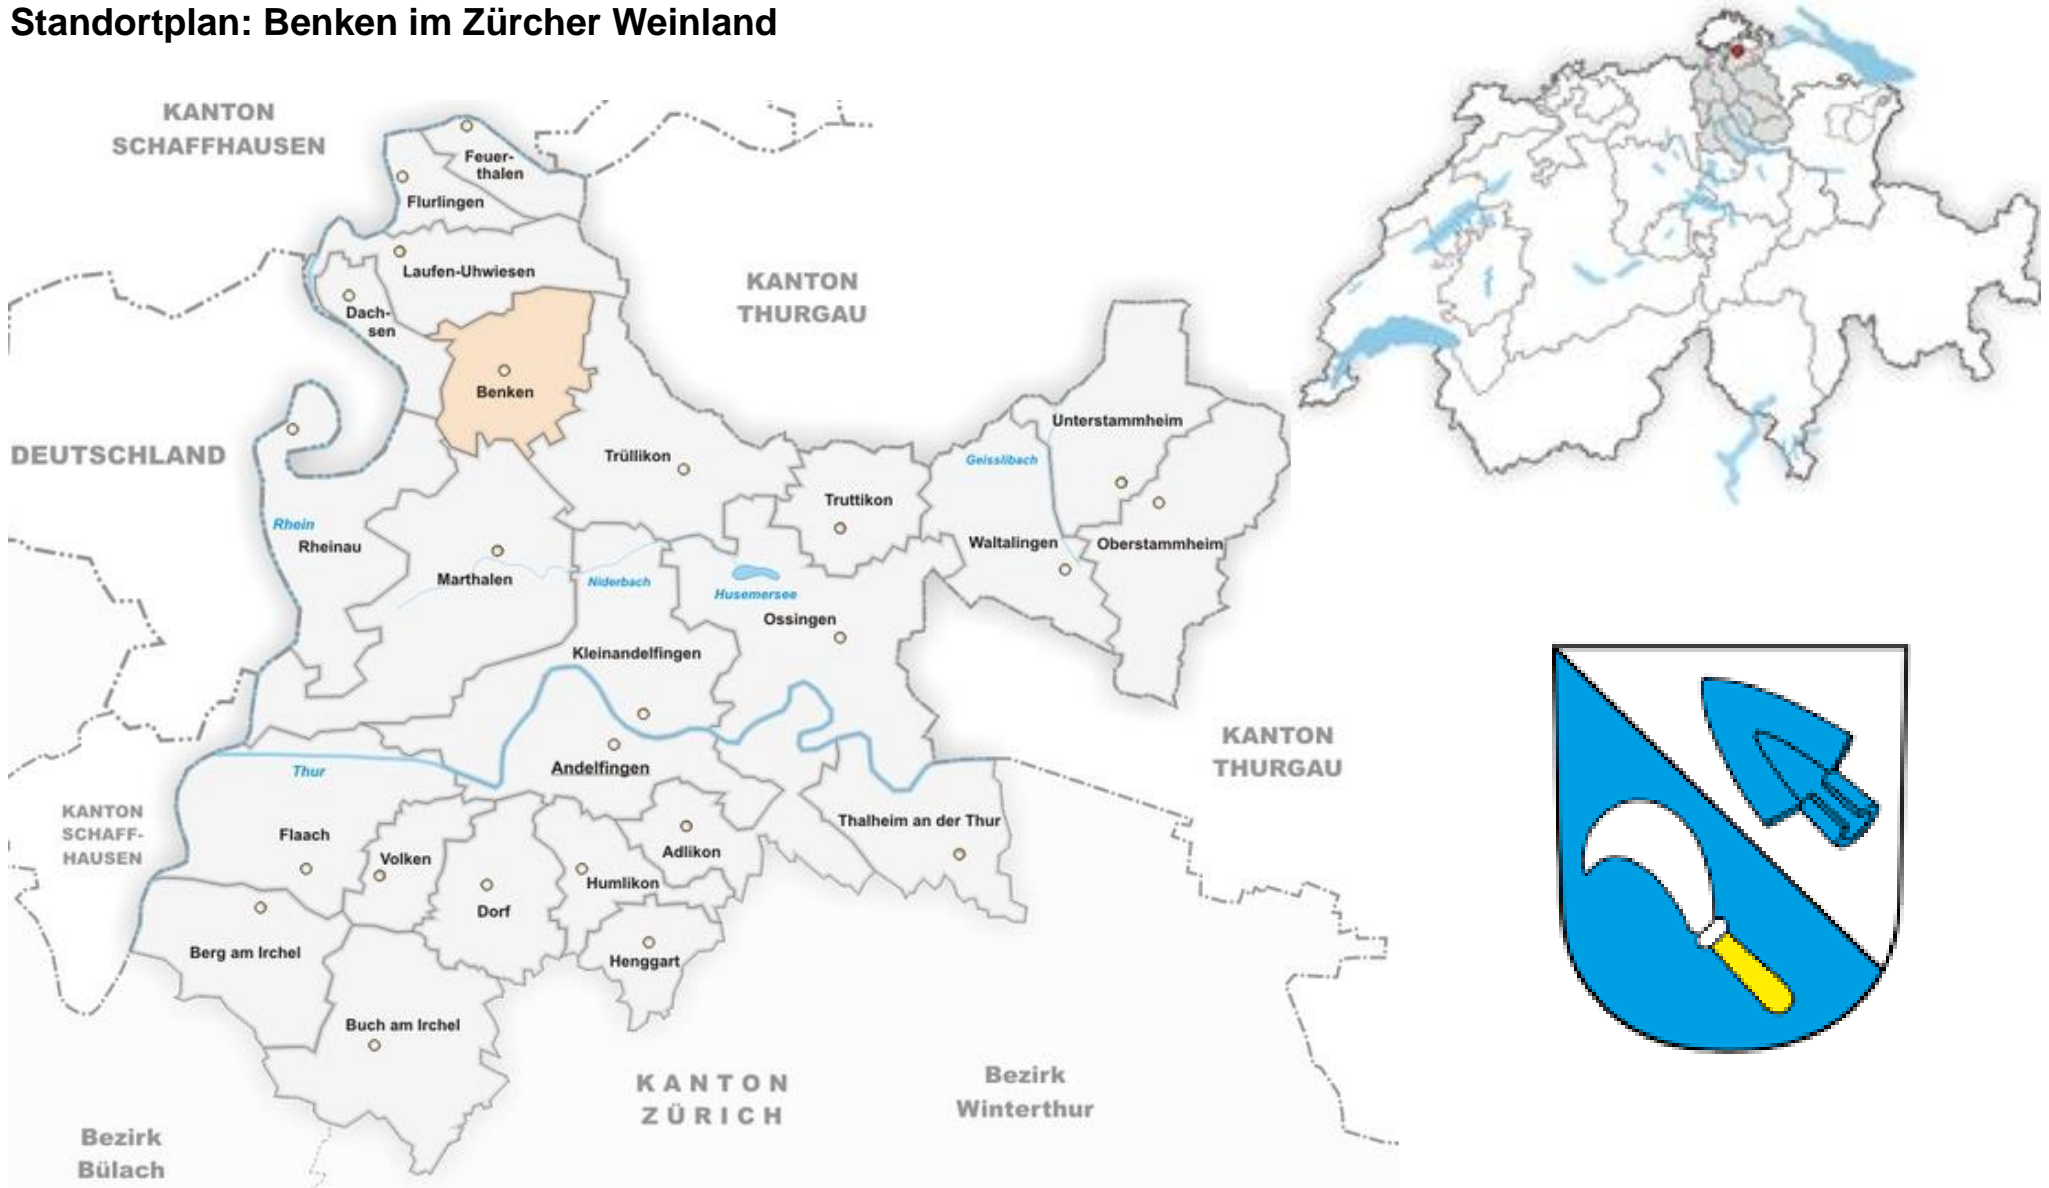 Standortplan: Benken im Zürcher Weinland
KANTON
SCHAFFHAUSEN
Feuer-
thalen
Flurlingen
Laufen-Uhwiesen
KANTON
THURGAU
Dach-
sen
Benken
Unterstammheim
DEUTSCHLAND
Trüllikon
Geisslibach
Truttikon
Rhein
Rheinau
Waltalingen
Oberstammheim
Marthalen
Niderbach
Husemersee
Ossingen
Kleinandelfingen
KANTON
THURGAU
Andelfingen
Thur
KANTON
SCHAFF-
HAUSEN
Flaach
Thalheim an der Thur
Volken
Adlikon
Humlikon
Dorf
Berg am Irchel
Henggart
Buch am Irchel
KANTON
ZÜRICH
Bezirk
Winterthur
Bezirk
Bülach